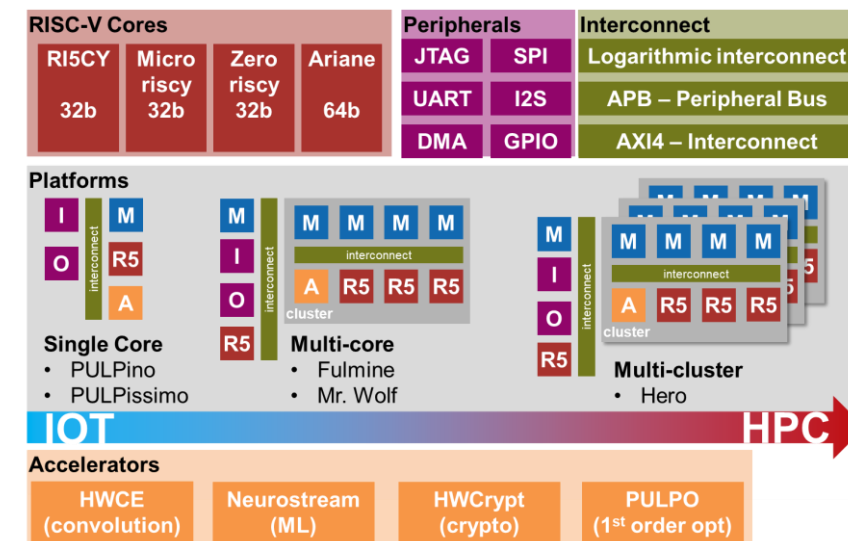 RISC-V Cores
RI5CY
32b
Micro
riscy
32b
Zero
riscy
32b
Ariane
64b
Peripherals
JTAG
SPI
UART
I2S
DMA
GPIO
Interconnect
Logarithmic interconnect
APB – Peripheral Bus
AXI4 – Interconnect
Platforms
I
O
interconnect
M
R5
A
Single Core
• PULPino
• PULPissimo
M
I
O
R5
interconnect
M M M M
interconnect
A R5 R5 R5
cluster
Multi-core
• Fulmine
• Mr. Wolf
M
I
O
R5
interconnect
M M M M
M M M M
interconnect
A R5 R5 R5
cluster
Multi-cluster
• Hero
IOT
HPC
Accelerators
HWCE
(convolution)
Neurostream
(ML)
HWCrypt
(crypto)
PULPO
(1st order opt)